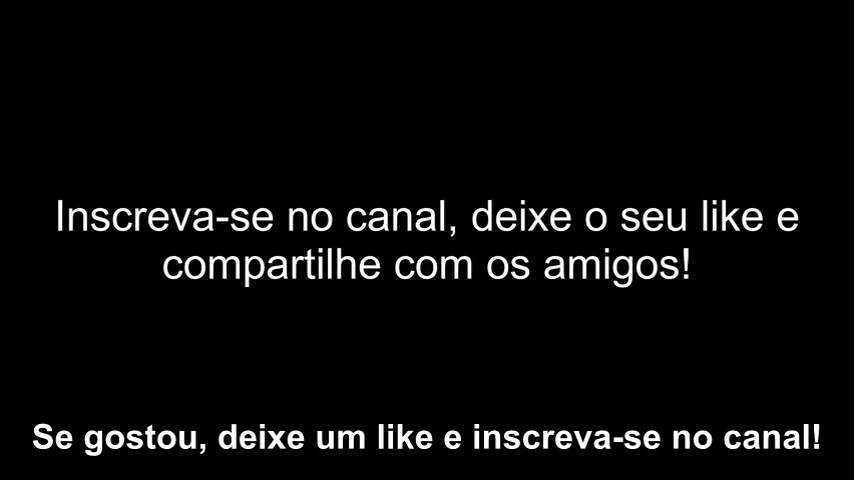 Inscreva-se no canal, deixe o seu like e
compartilhe com os amigos!
Se gostou, deixe um like e inscreva-se no canal!